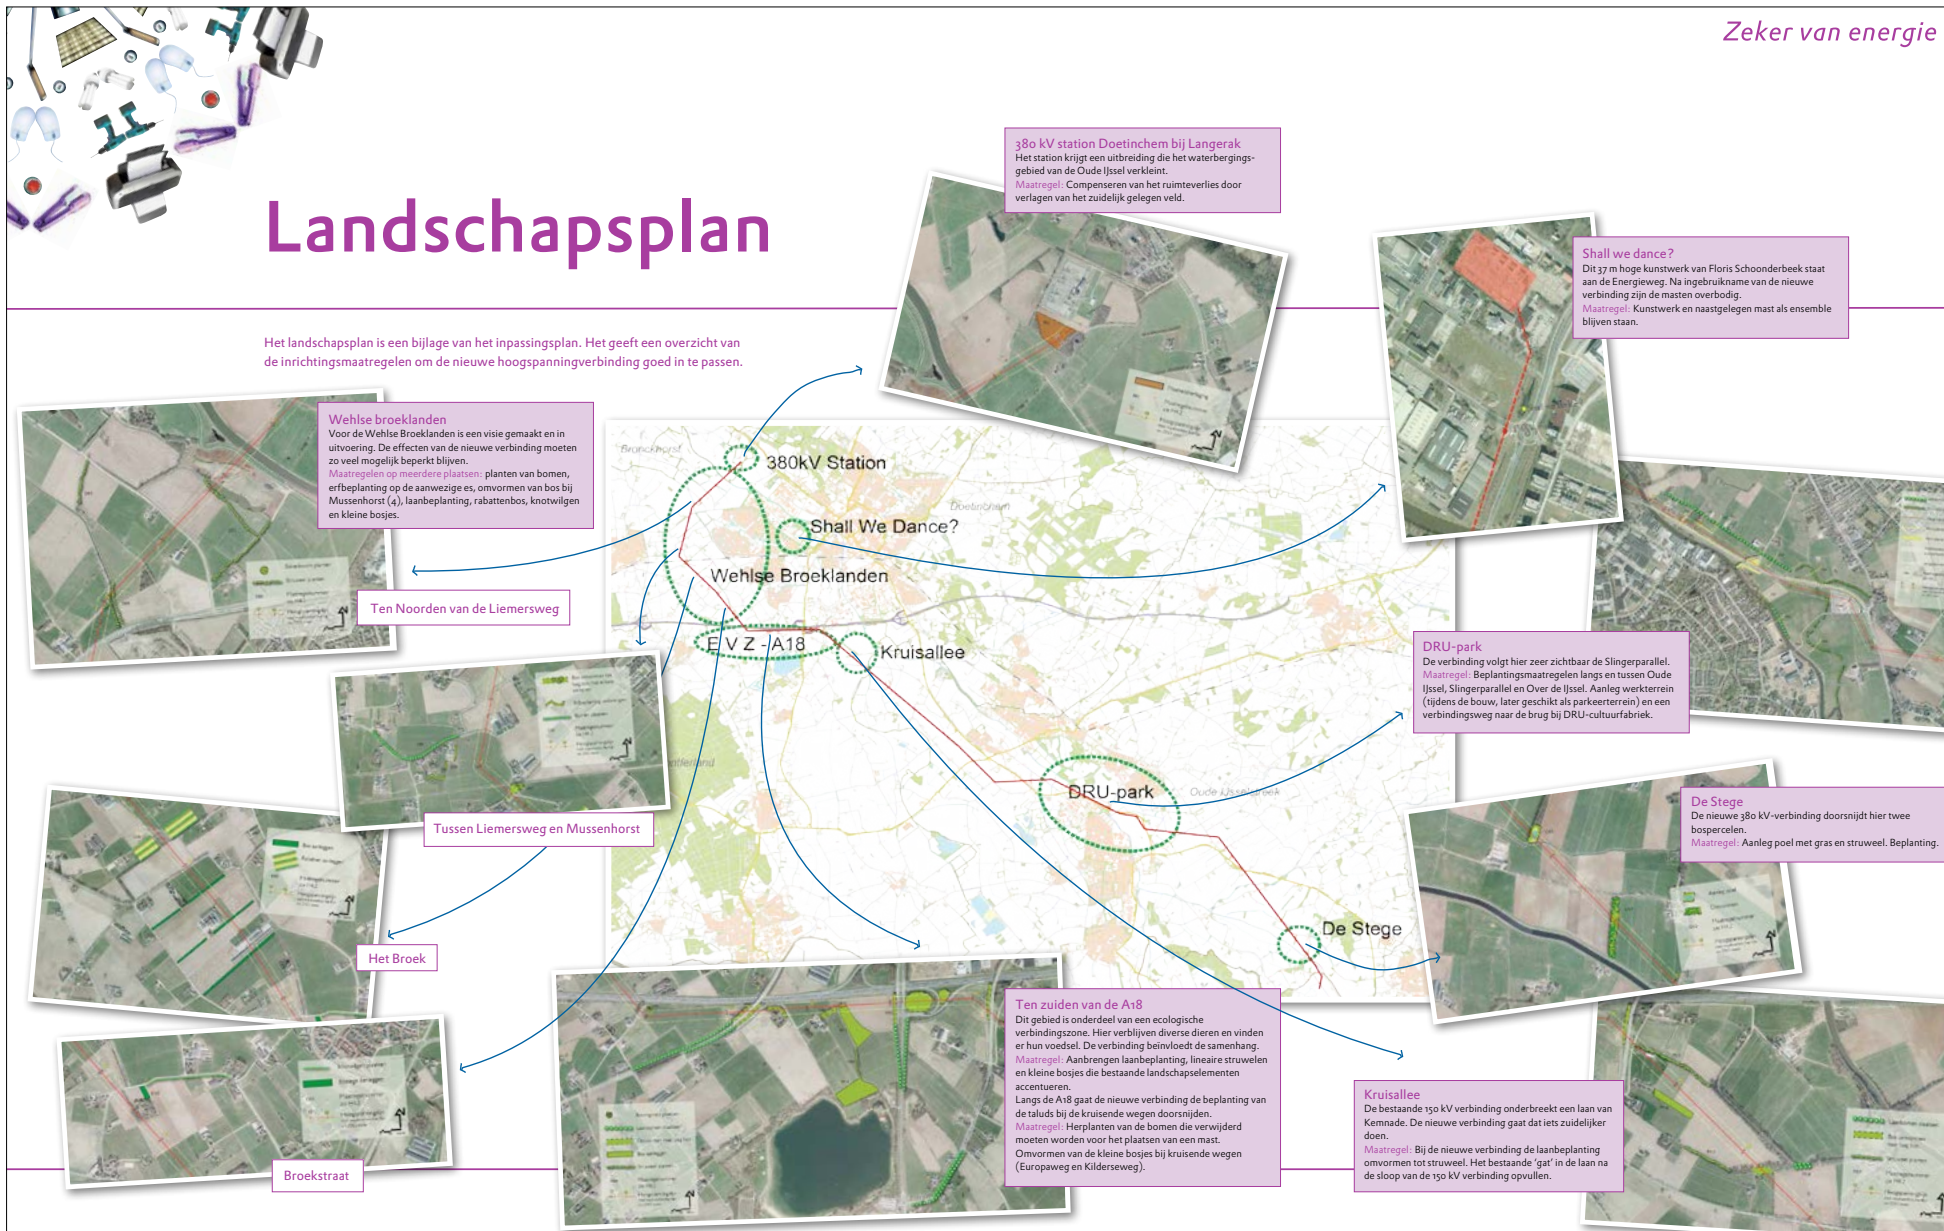 Zeker van energie
Landschapsplan
Het landschapsplan is een bijlage van het inpassingsplan. Het geeft een overzicht van
de inrichtingsmaatregelen om de nieuwe hoogspanningverbinding goed in te passen.
380 kV station Doetinchem bij Langerak
Het station krijgt een uitbreiding die het waterbergings-
gebied van de Oude IJssel verkleint.
Maatregel: Compenseren van het ruimteverlies door
verlagen van het zuidelijk gelegen veld.
Shall we dance?
Dit 37 m hoge kunstwerk van Floris Schoonderbeek staat
aan de Energieweg. Na ingebruikname van de nieuwe
verbinding zijn de masten overbodig.
Maatregel: Kunstwerk en naastgelegen mast als ensemble
blijven staan.
Wehlse broeklanden
Voor de Wehlse Broeklanden is een visie gemaakt en in
uitvoering. De effecten van de nieuwe verbinding moeten
zo veel mogelijk beperkt blijven.
Maatregelen op meerdere plaatsen: planten van bomen,
erfbeplanting op de aanwezige es, omvormen van bos bij
Mussenhorst (4), laanbeplanting, rabattenbos, knotwilgen
en kleine bosjes.
Ten Noorden van de Liemersweg
Bronckhorst
380kV Station
Doetinchem
Shall We Dance?
Wehlse Broeklanden
E V Z - A18
Kruisallee
DRU-park
Oude IJsselstreek
De Stege
DRU-park
De verbinding volgt hier zeer zichtbaar de Slingerparallel.
Maatregel: Beplantingsmaatregelen langs en tussen Oude
IJssel, Slingerparallel en Over de IJssel. Aanleg werkterrein
(tijdens de bouw, later geschikt als parkeerterrein) en een
verbindingsweg naar de brug bij DRU-cultuurfabriek.
Tussen Liemersweg en Mussenhorst
De Stege
De nieuwe 380 kV-verbinding doorsnijdt hier twee
bospercelen.
Maatregel: Aanleg poel met gras en struweel. Beplanting.
Het Broek
Ten zuiden van de A18
Dit gebied is onderdeel van een ecologische
verbindingszone. Hier verblijven diverse dieren en vinden
er hun voedsel. De verbinding beïnvloedt de samenhang.
Maatregel: Aanbrengen laanbeplanting, lineaire struwelen
en kleine bosjes die bestaande landschapselementen
accentueren.
Langs de A18 gaat de nieuwe verbinding de beplanting van
de taluds bij de kruisende wegen doorsnijden.
Maatregel: Herplanten van de bomen die verwijderd
moeten worden voor het plaatsen van een mast.
Omvormen van de kleine bosjes bij kruisende wegen
(Europaweg en Kilderseweg).
Kruisallee
De bestaande 150 kV verbinding onderbreekt een laan van
Kemnade. De nieuwe verbinding gaat dat iets zuidelijker
doen.
Maatregel: Bij de nieuwe verbinding de laanbeplanting
omvormen tot struweel. Het bestaande 'gat' in de laan na
de sloop van de 150 kV verbinding opvullen.
Broekstraat